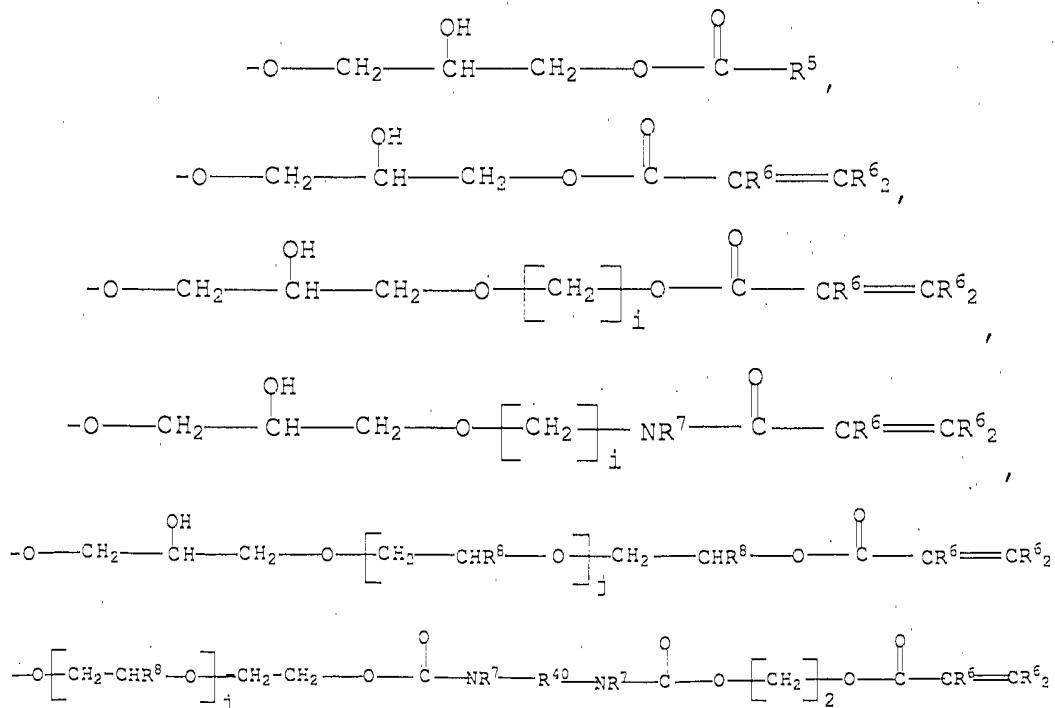 -O—CH₂—CH(OH)—CH₂—O—C(=O)—R⁵,
-O—CH₂—CH(OH)—CH₂—O—C(=O)—CR⁶=CR⁶₂,
-O—CH₂—CH(OH)—CH₂—O—[CH₂]i—O—C(=O)—CR⁶=CR⁶₂,
-O—CH₂—CH(OH)—CH₂—O—[CH₂]i—NR⁷—C(=O)—CR⁶=CR⁶₂,
-O—CH₂—CH(OH)—CH₂—O—[CH₂—CHR⁸—O]j—CH₂—CHR⁸—O—C(=O)—CR⁶=CR⁶₂
-O—[CH₂—CHR⁸—O]j—CH₂—CH₂—O—C(=O)—NR⁷—R⁴⁰—NR⁷—C(=O)—O—[CH₂]₂—O—C(=O)—CR⁶=CR⁶₂